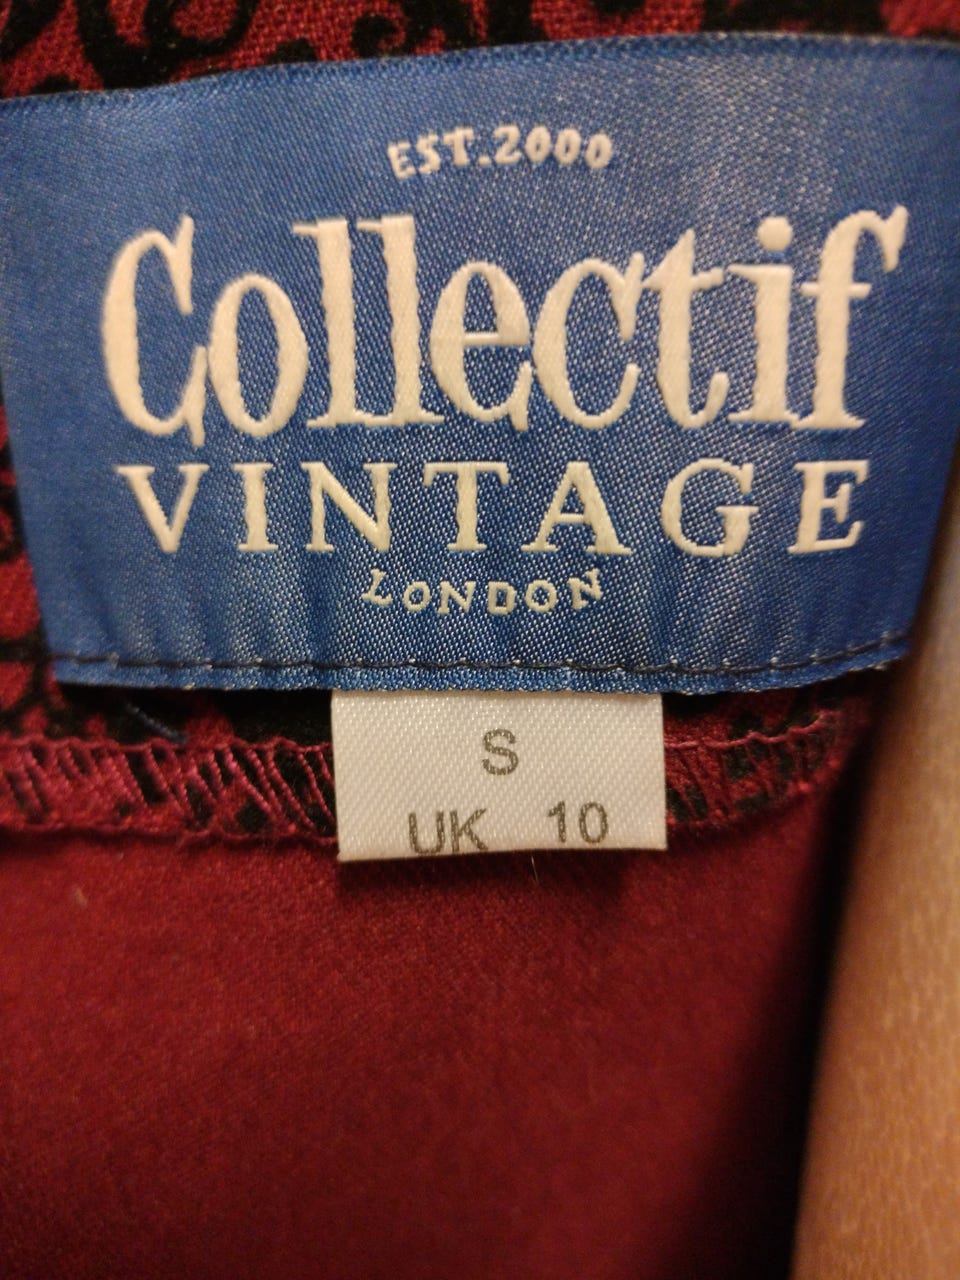 EST.2000
Collectif
VINTAGE
LONDON
S
UK 10